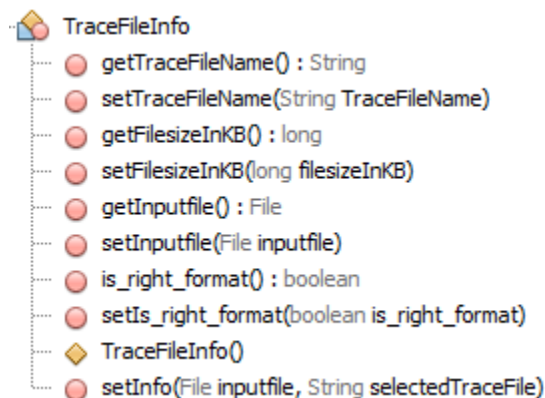 TraceFileInfo
getTraceFileName() : String
setTraceFileName(String TraceFileName)
getFilesizeInKB() : long
setFilesizeInKB(long filesizeInKB)
getInputfile() : File
setInputfile(File inputfile)
is_right_format() : boolean
setIs_right_format(boolean is_right_format)
TraceFileInfo()
setInfo(File inputfile, String selectedTraceFile)